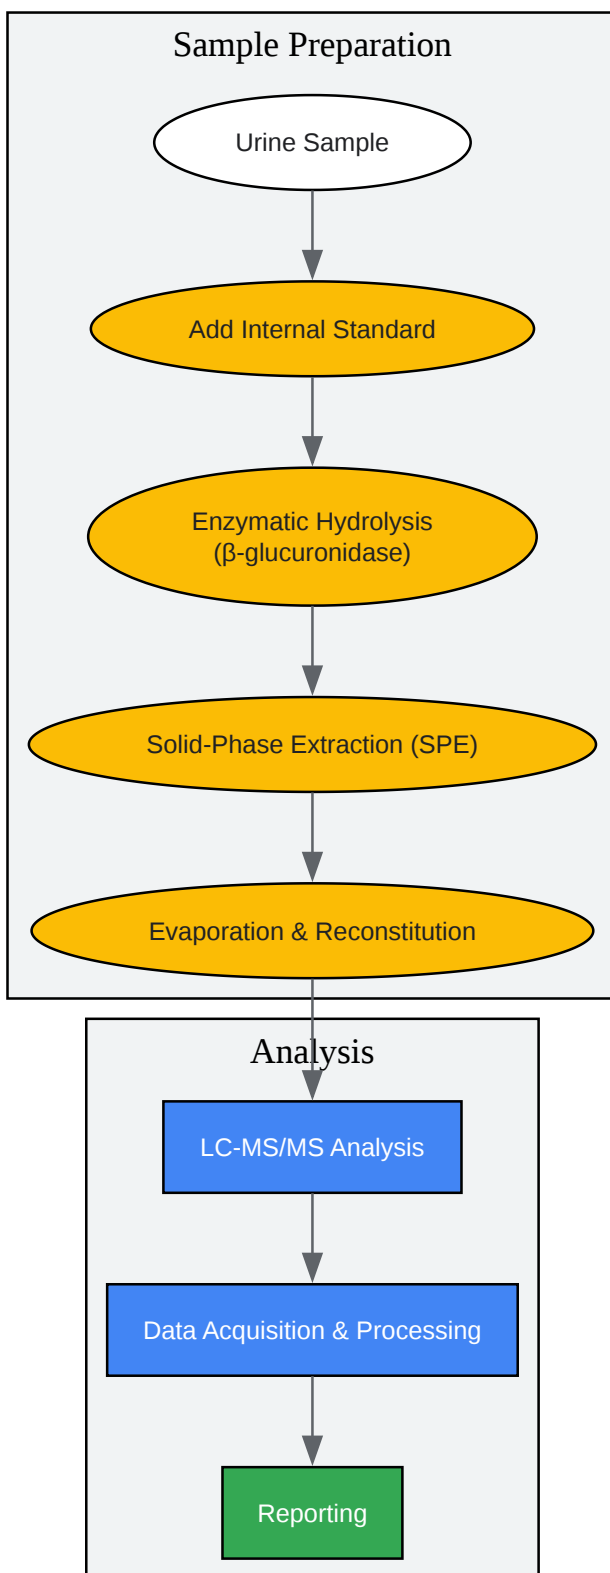 Sample Preparation
Urine Sample
Add Internal Standard
Enzymatic Hydrolysis
(β-glucuronidase)
Solid-Phase Extraction (SPE)
Evaporation & Reconstitution
Analysis
LC-MS/MS Analysis
Data Acquisition & Processing
Reporting